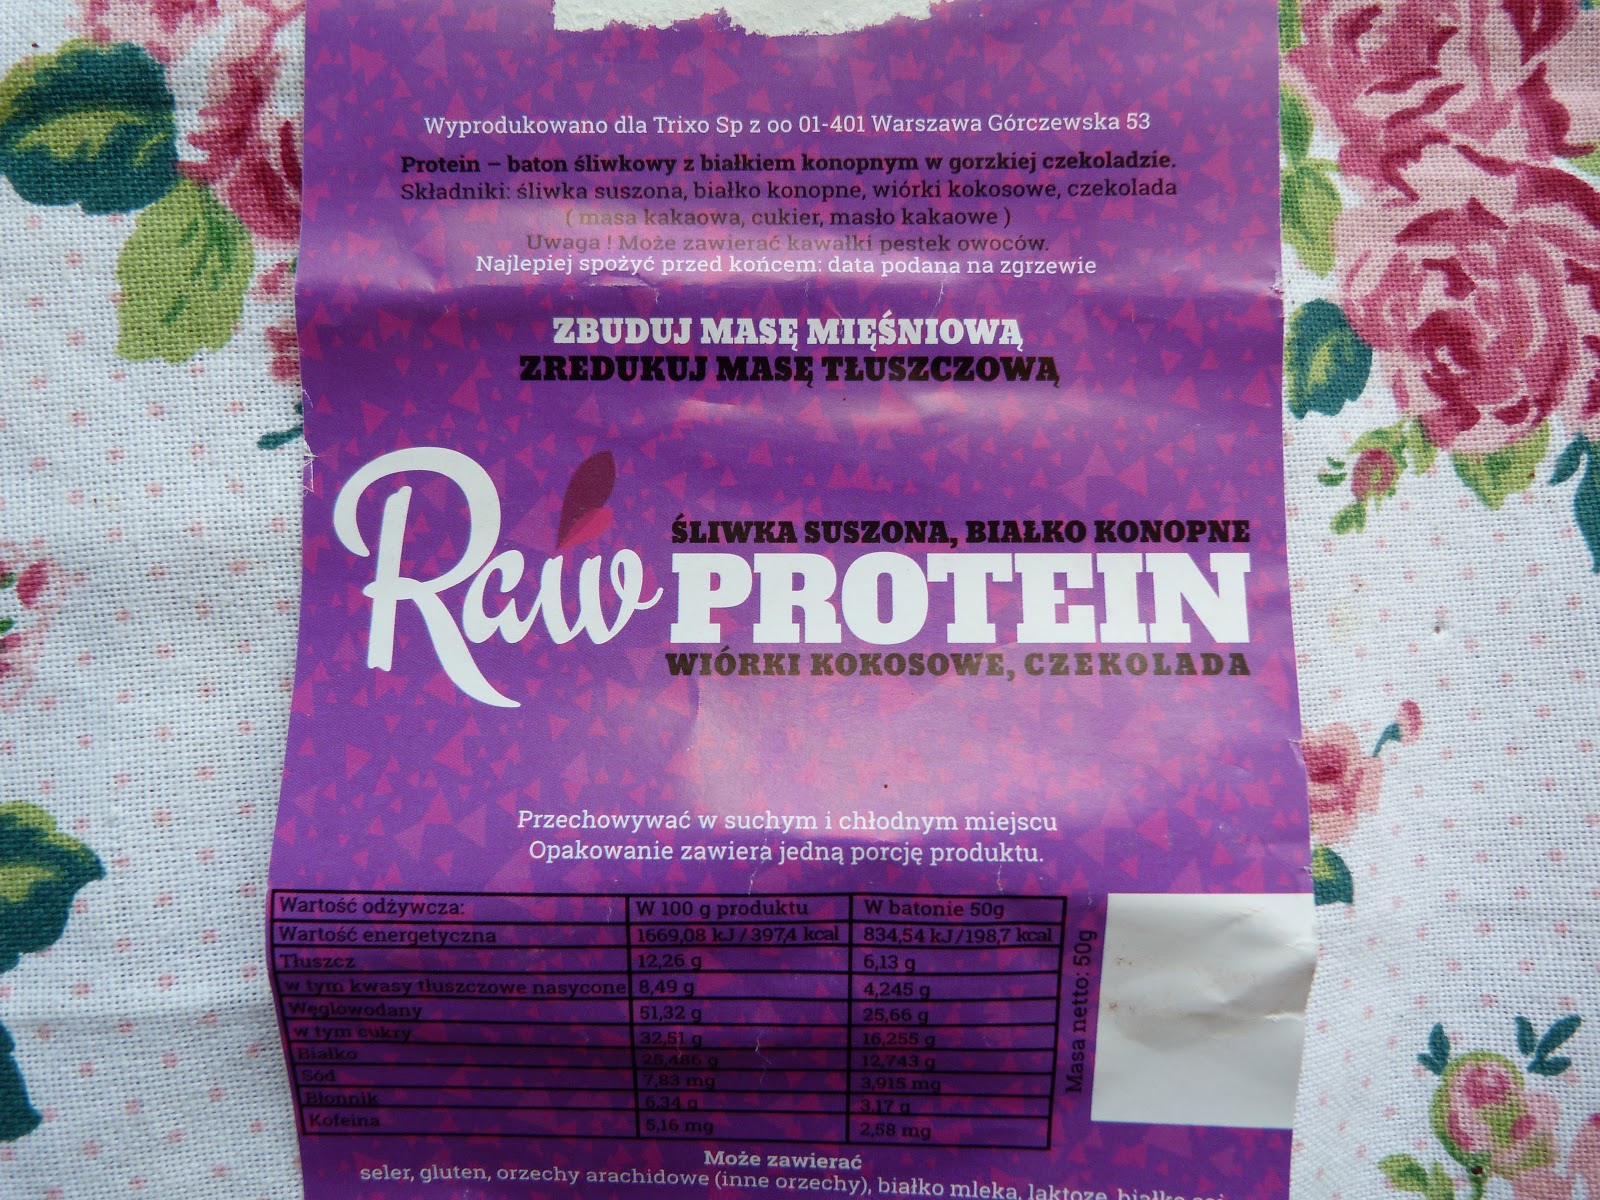 Wyprodukowano dla Trixo Sp z oo 01-401 Warszawa Górczewska 53
Protein – baton śliwkowy z białkiem konopnym w gorzkiej czekoladzie.
Składniki: śliwka suszona, białko konopne, wiórki kokosowe, czekolada
( masa kakaowa, cukier, masło kakaowe )
Uwaga ! Może zawierać kawałki pestek owoców.
Najlepiej spożyć przed końcem: data podana na zgrzewie
ZBUDUJ MASĘ MIĘŚNIOWĄ
ZREDUKUJ MASĘ TŁUSZCZOWĄ
ŚLIWKA SUSZONA, BIAŁKO KONOPNE
Raw PROTEIN
WIÓRKI KOKOSOWE, CZEKOLADA
Przechowywać w suchym i chłodnym miejscu
Opakowanie zawiera jedną porcję produktu.
Wartość odżywcza: W 100 g produktu W batonie 50g
Wartość energetyczna 1669,08 kJ / 397,4 kcal 834,54 kJ/198,7 kcal
Tłuszcz 12,26 g 6,13 g
w tym kwasy tłuszczowe nasycone 8,49 g 4,245 g
Węglowodany 51,32 g 25,66 g
w tym cukry 32,51 g 16,255 g
Białko 25,486 g 12,743 g
Sód 7,83 mg 3,915 mg
Błonnik 6,34 g 3,17 g
Kofeina 5,16 mg 2,58 mg
Masa netto: 50g
Może zawierać
seler, gluten, orzechy arachidowe (inne orzechy), białko mleka, laktozę, białko